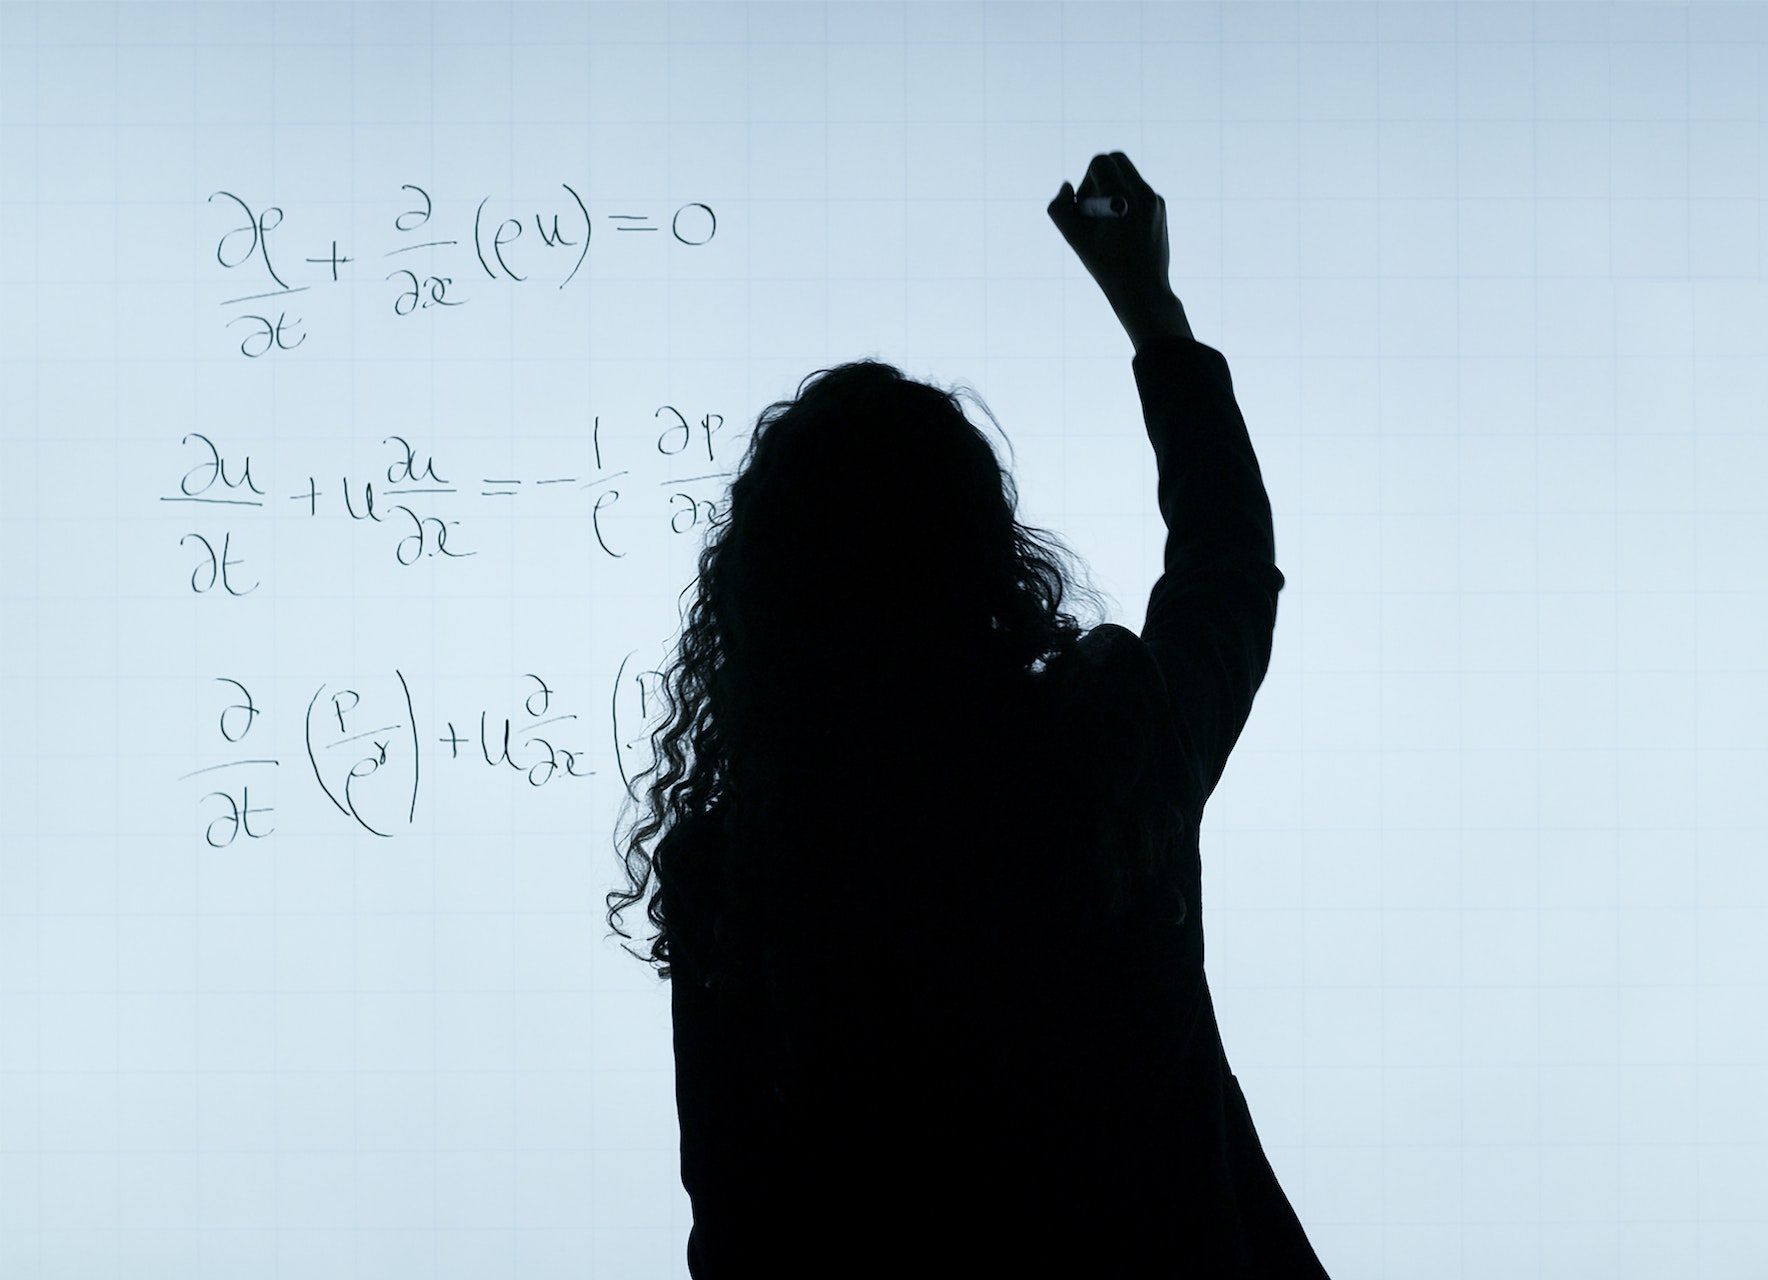 ∂ρ/∂t + ∂/∂x (ρu) = 0
∂u/∂t + u ∂u/∂x = - 1/ρ ∂p/∂x
∂/∂t (p/ρ^γ) + u ∂/∂x (p